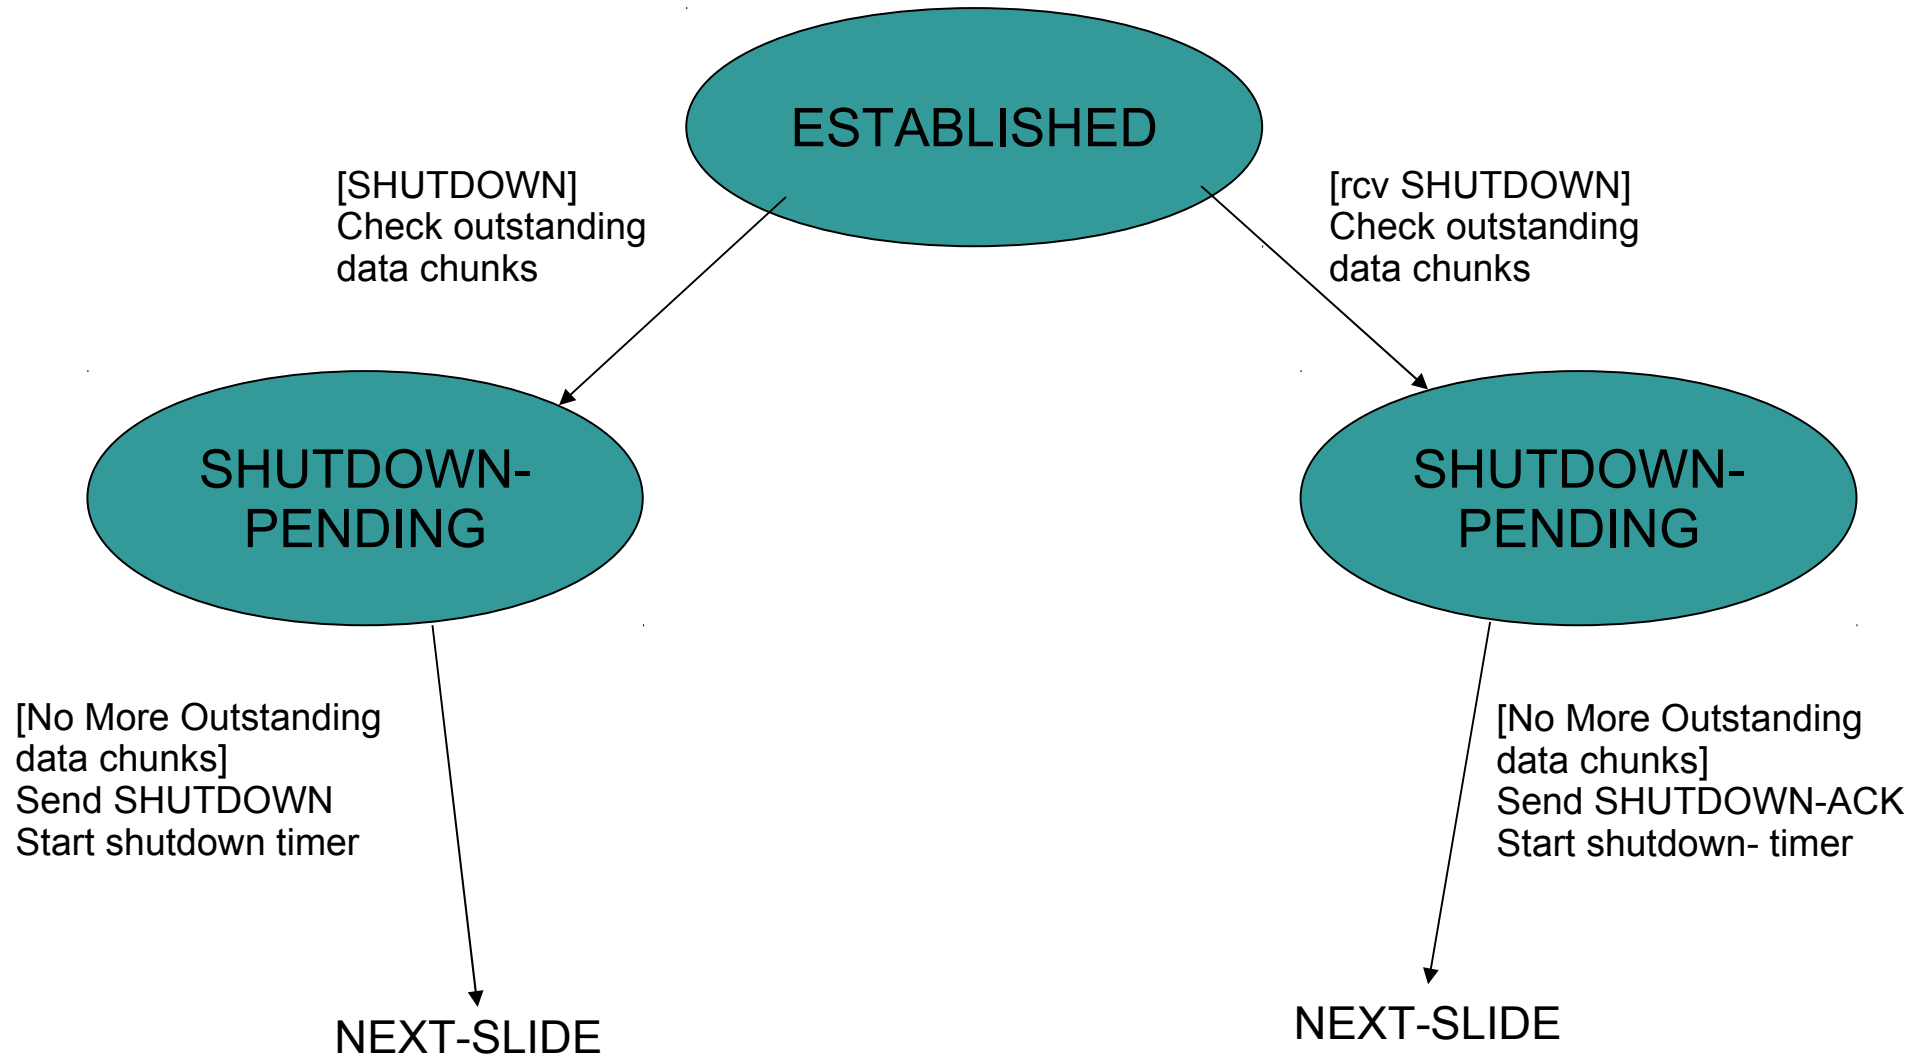 ESTABLISHED
[SHUTDOWN]
Check outstanding
data chunks
[rcv SHUTDOWN]
Check outstanding
data chunks
SHUTDOWN-
PENDING
SHUTDOWN-
PENDING
[No More Outstanding
data chunks]
Send SHUTDOWN
Start shutdown timer
[No More Outstanding
data chunks]
Send SHUTDOWN-ACK
Start shutdown- timer
NEXT-SLIDE
NEXT-SLIDE